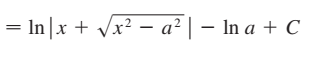 = ln|x + √x² − a²| − ln a + C